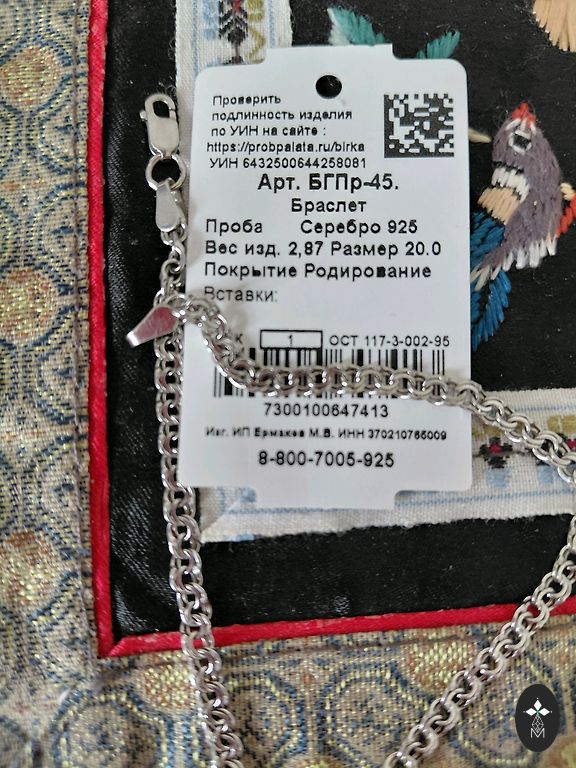 Проверить
подлинность изделия
по УИН на сайте :
https://probpalata.ru/birka
УИН 6432500644258081
Арт. БГПр-45.
Браслет
Проба Серебро 925
Вес изд. 2,87 Размер 20.0
Покрытие Родирование
Вставки:
1 ОСТ 117-3-002-95
7300100647413
Изг. ИП Ермаков М.В. ИНН 370210765009
8-800-7005-925